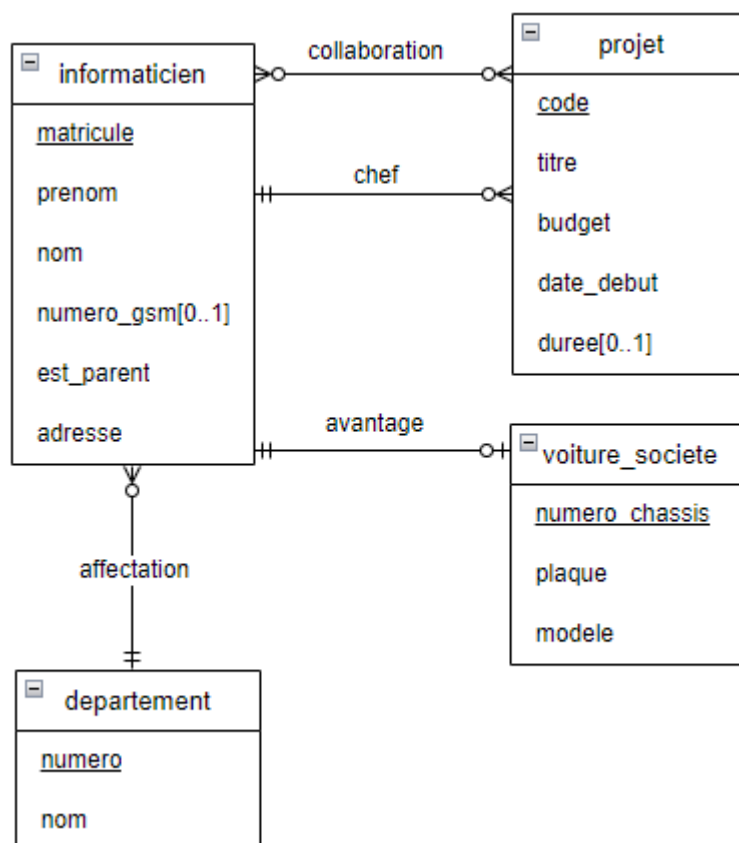 informaticien
matricule
prenom
nom
numero_gsm[0..1]
est_parent
adresse
collaboration
chef
avantage
projet
code
titre
budget
date_debut
duree[0..1]
voiture_societe
numero_chassis
plaque
modele
affectation
departement
numero
nom